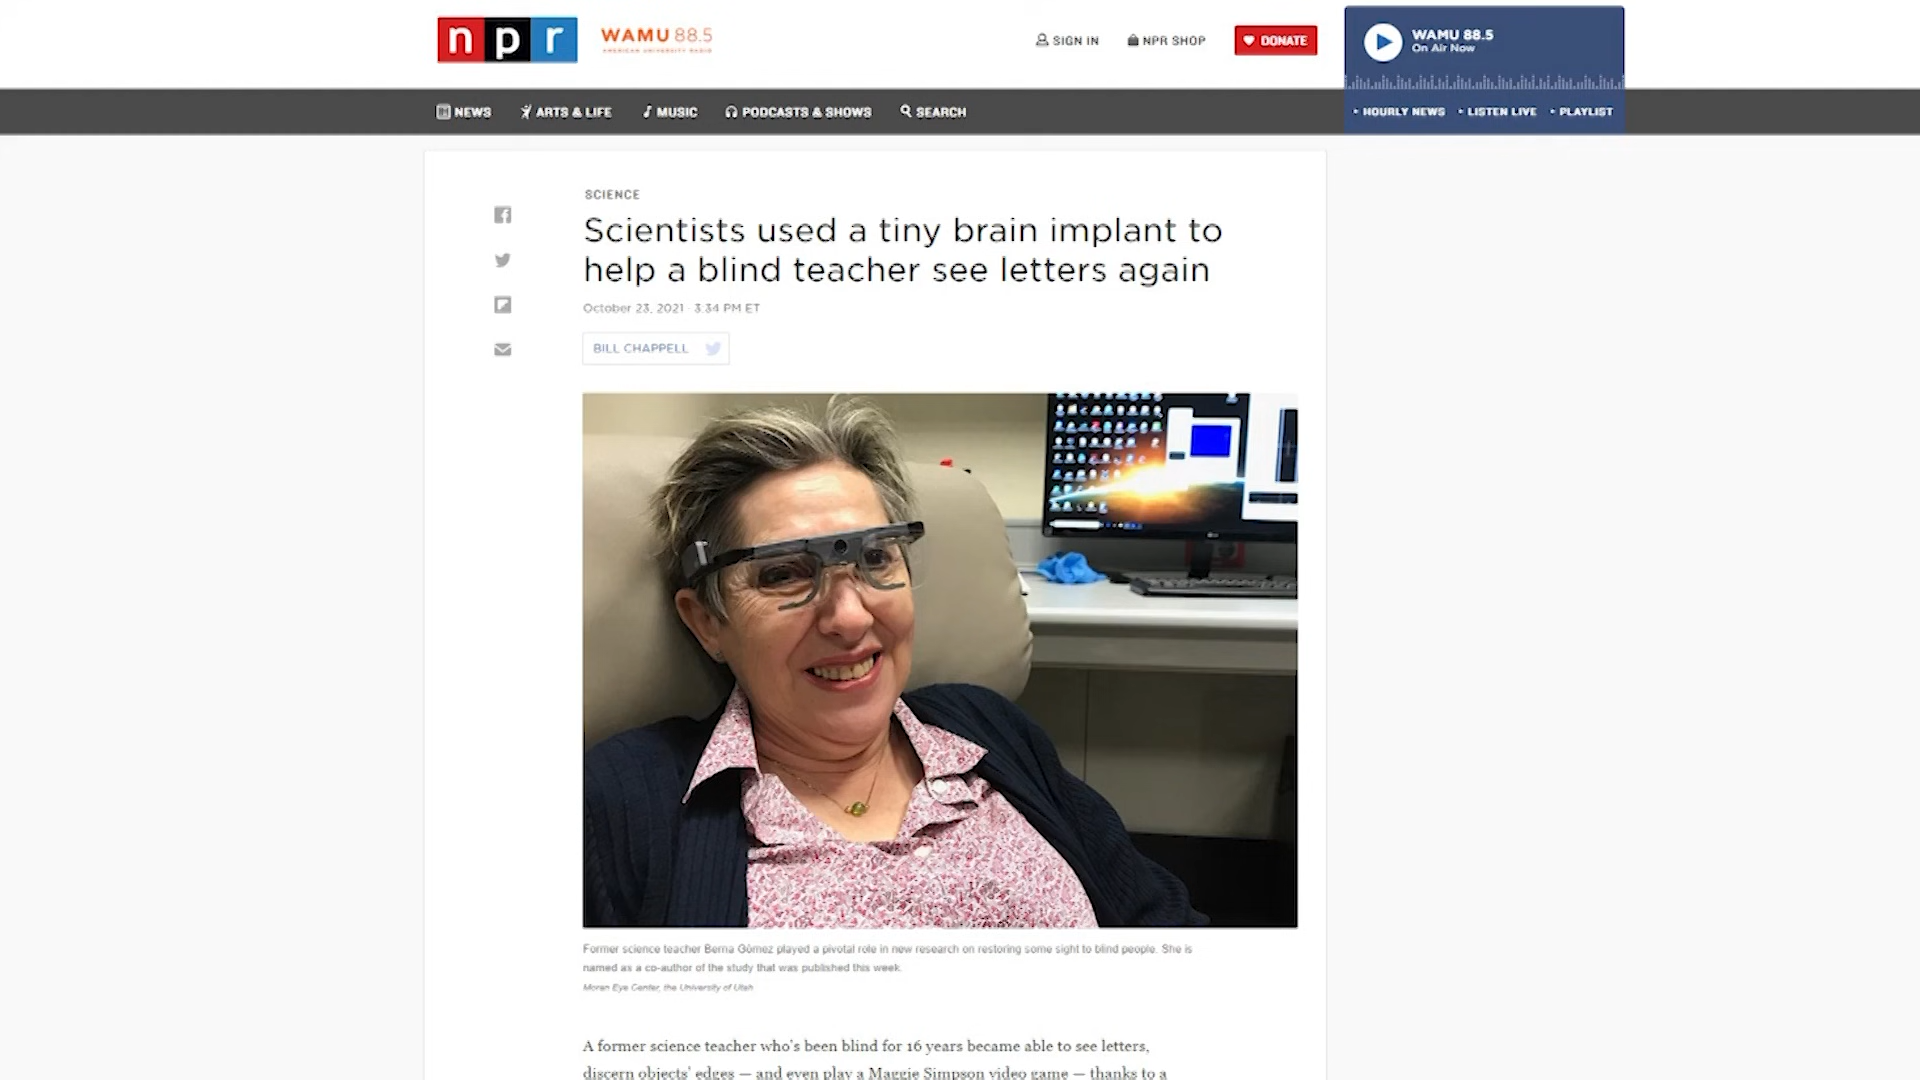 npr
WAMU 88.5
AMERICAN UNIVERSITY RADIO
SIGN IN
NPR SHOP
DONATE
WAMU 88.5
On Air Now
NEWS
ARTS & LIFE
MUSIC
PODCASTS & SHOWS
SEARCH
HOURLY NEWS
LISTEN LIVE
PLAYLIST
SCIENCE
Scientists used a tiny brain implant to
help a blind teacher see letters again
October 23, 2021 · 3:34 PM ET
BILL CHAPPELL
Former science teacher Berna Gómez played a pivotal role in new research on restoring some sight to blind people. She is
named as a co-author of the study that was published this week.
Moran Eye Center, the University of Utah
A former science teacher who's been blind for 16 years became able to see letters,
discern objects' edges — and even play a Maggie Simpson video game — thanks to a